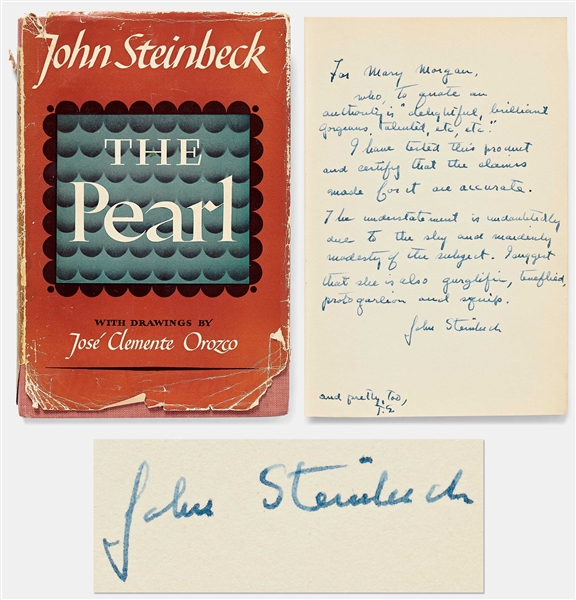 John Steinbeck
THE
Pearl
WITH DRAWINGS BY
José Clemente Orozco
For Mary Morgan,
who, to quote an
authority is "delightful, brilliant
gorgeous, talented, etc, etc."
I have tested this product
and certify that the claims
made for it are accurate.
The understatement is undoubtedly
due to the shy and maidenly
modesty of the subject. I suggest
that she is also
and
John Steinbeck
and pretty, too,
John Steinbeck